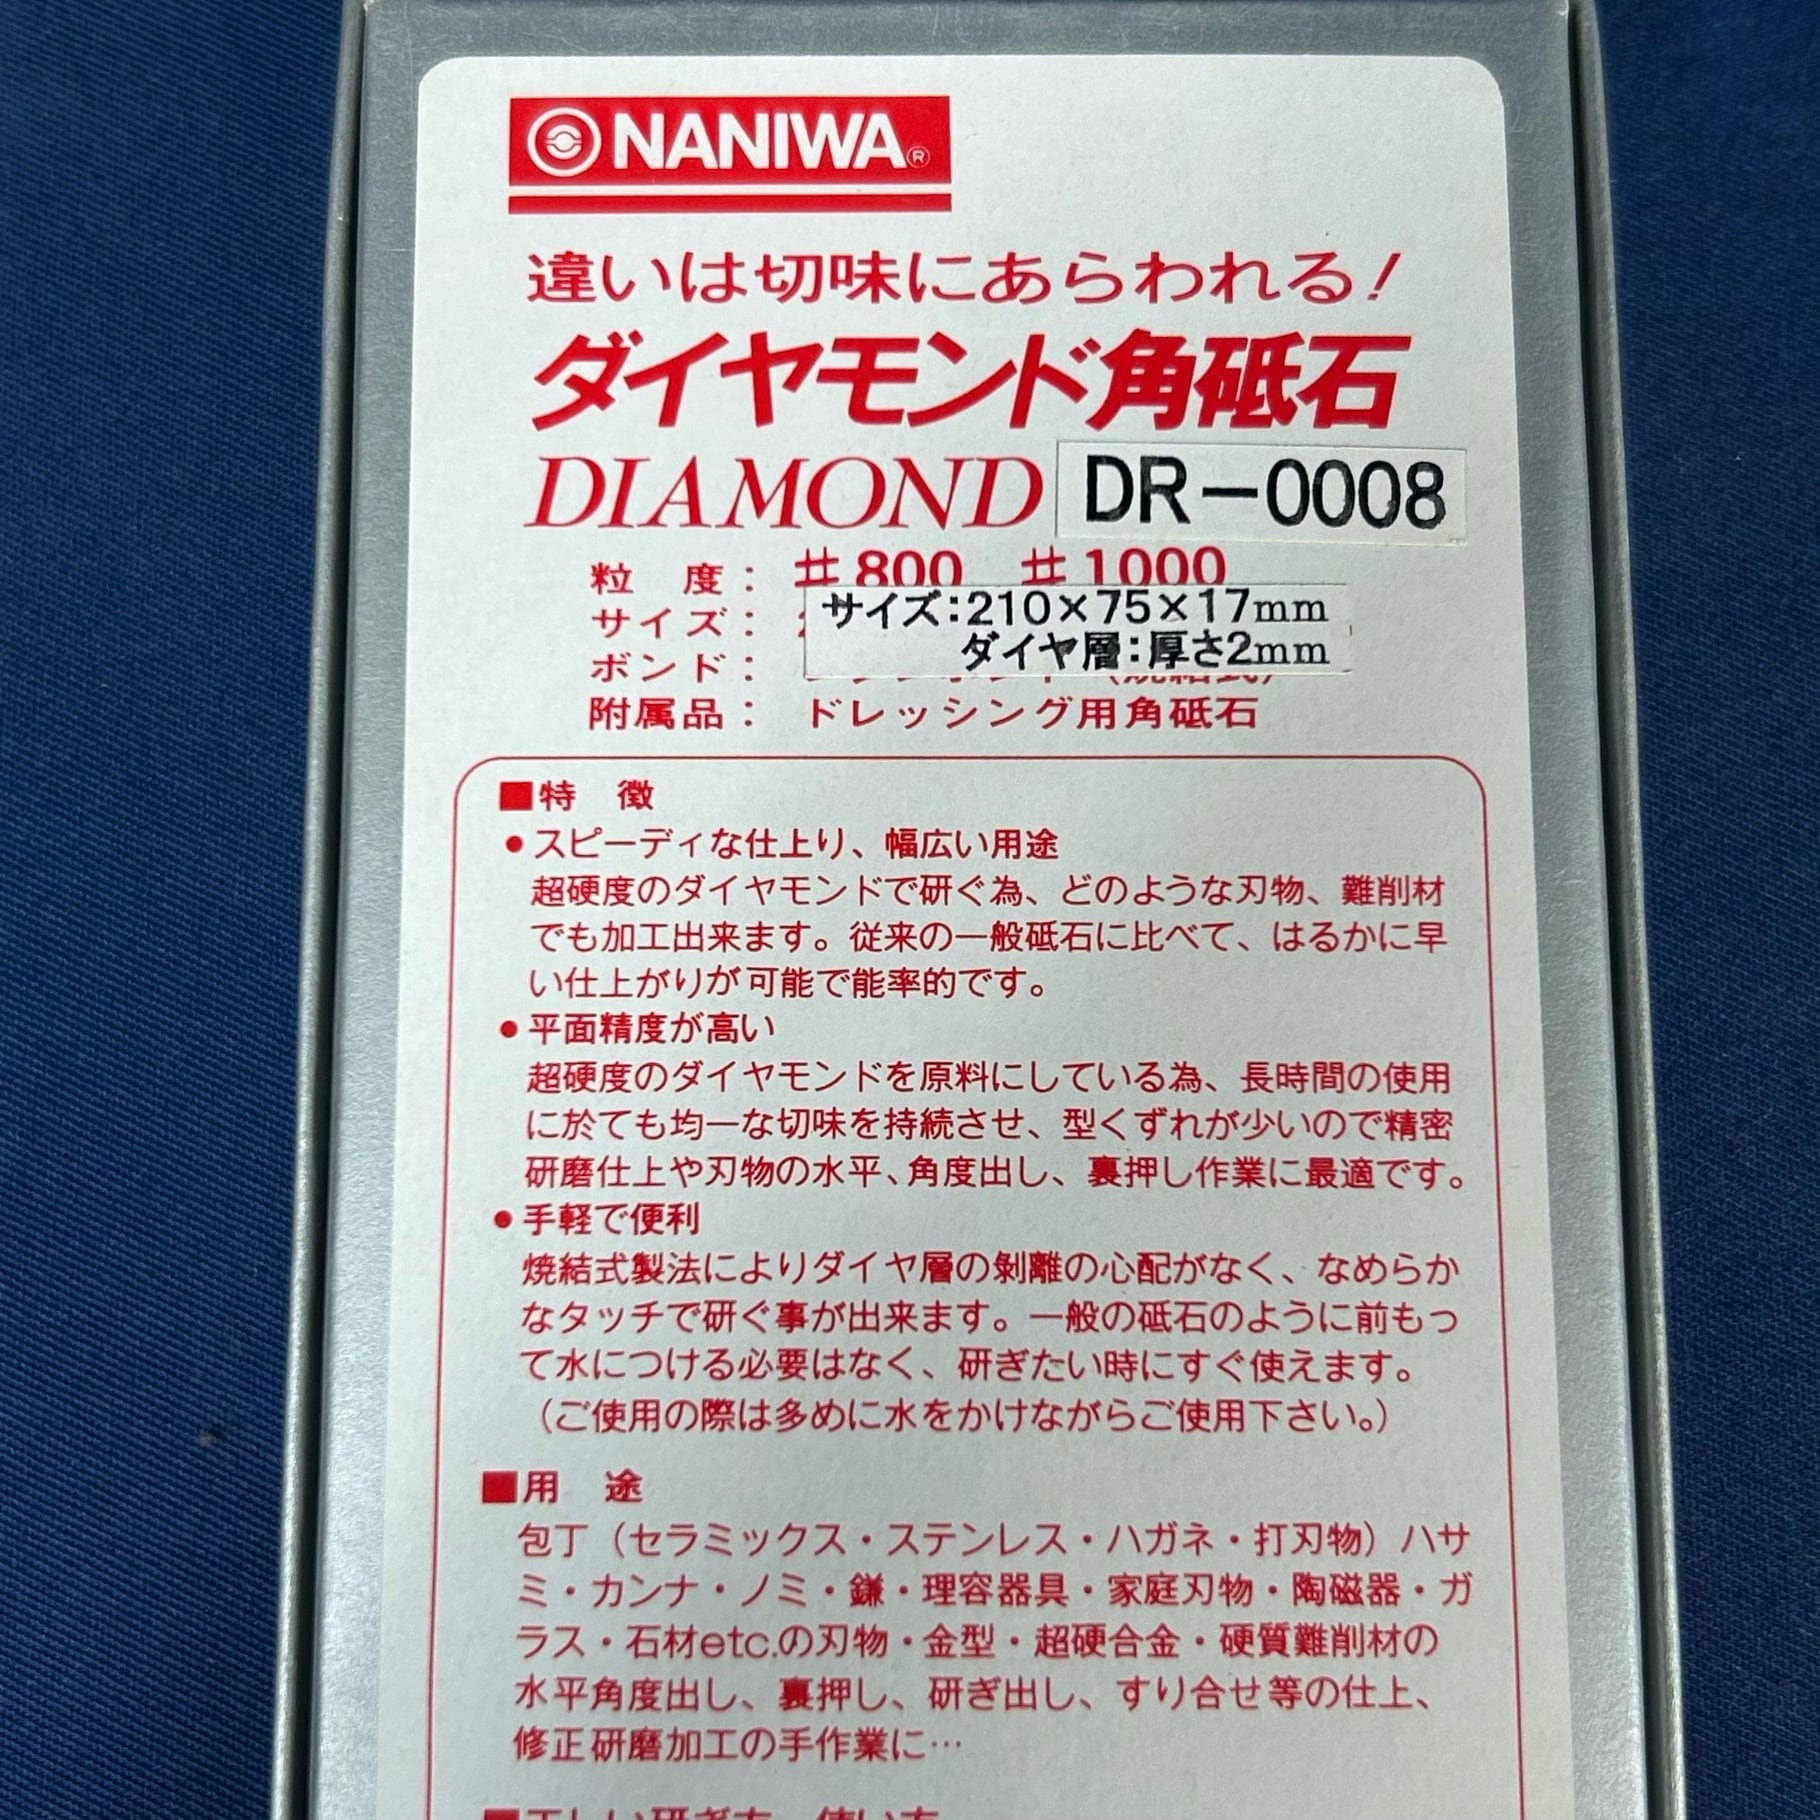 NANIWA®
違いは切味にあらわれる!
ダイヤモンド角砥石
DIAMOND DR-0008
粒 度: #800 #1000
サイズ: サイズ:210×75×17mm
ボンド: ダイヤ層:厚さ2mm
附属品: ドレッシング用角砥石
■特 徴
●スピーディな仕上り、幅広い用途
超硬度のダイヤモンドで研ぐ為、どのような刃物、難削材
でも加工出来ます。従来の一般砥石に比べて、はるかに早
い仕上がりが可能で能率的です。
●平面精度が高い
超硬度のダイヤモンドを原料にしている為、長時間の使用
に於ても均一な切味を持続させ、型くずれが少いので精密
研磨仕上や刃物の水平、角度出し、裏押し作業に最適です。
●手軽で便利
焼結式製法によりダイヤ層の剝離の心配がなく、なめらか
なタッチで研ぐ事が出来ます。一般の砥石のように前もっ
て水につける必要はなく、研ぎたい時にすぐ使えます。
(ご使用の際は多めに水をかけながらご使用下さい。)
■用 途
包丁(セラミックス・ステンレス・ハガネ・打刃物)ハサ
ミ・カンナ・ノミ・鎌・理容器具・家庭刃物・陶磁器・ガ
ラス・石材etc.の刃物・金型・超硬合金・硬質難削材の
水平角度出し、裏押し、研ぎ出し、すり合せ等の仕上、
修正研磨加工の手作業に…
■正しい研ぎ方、使い方